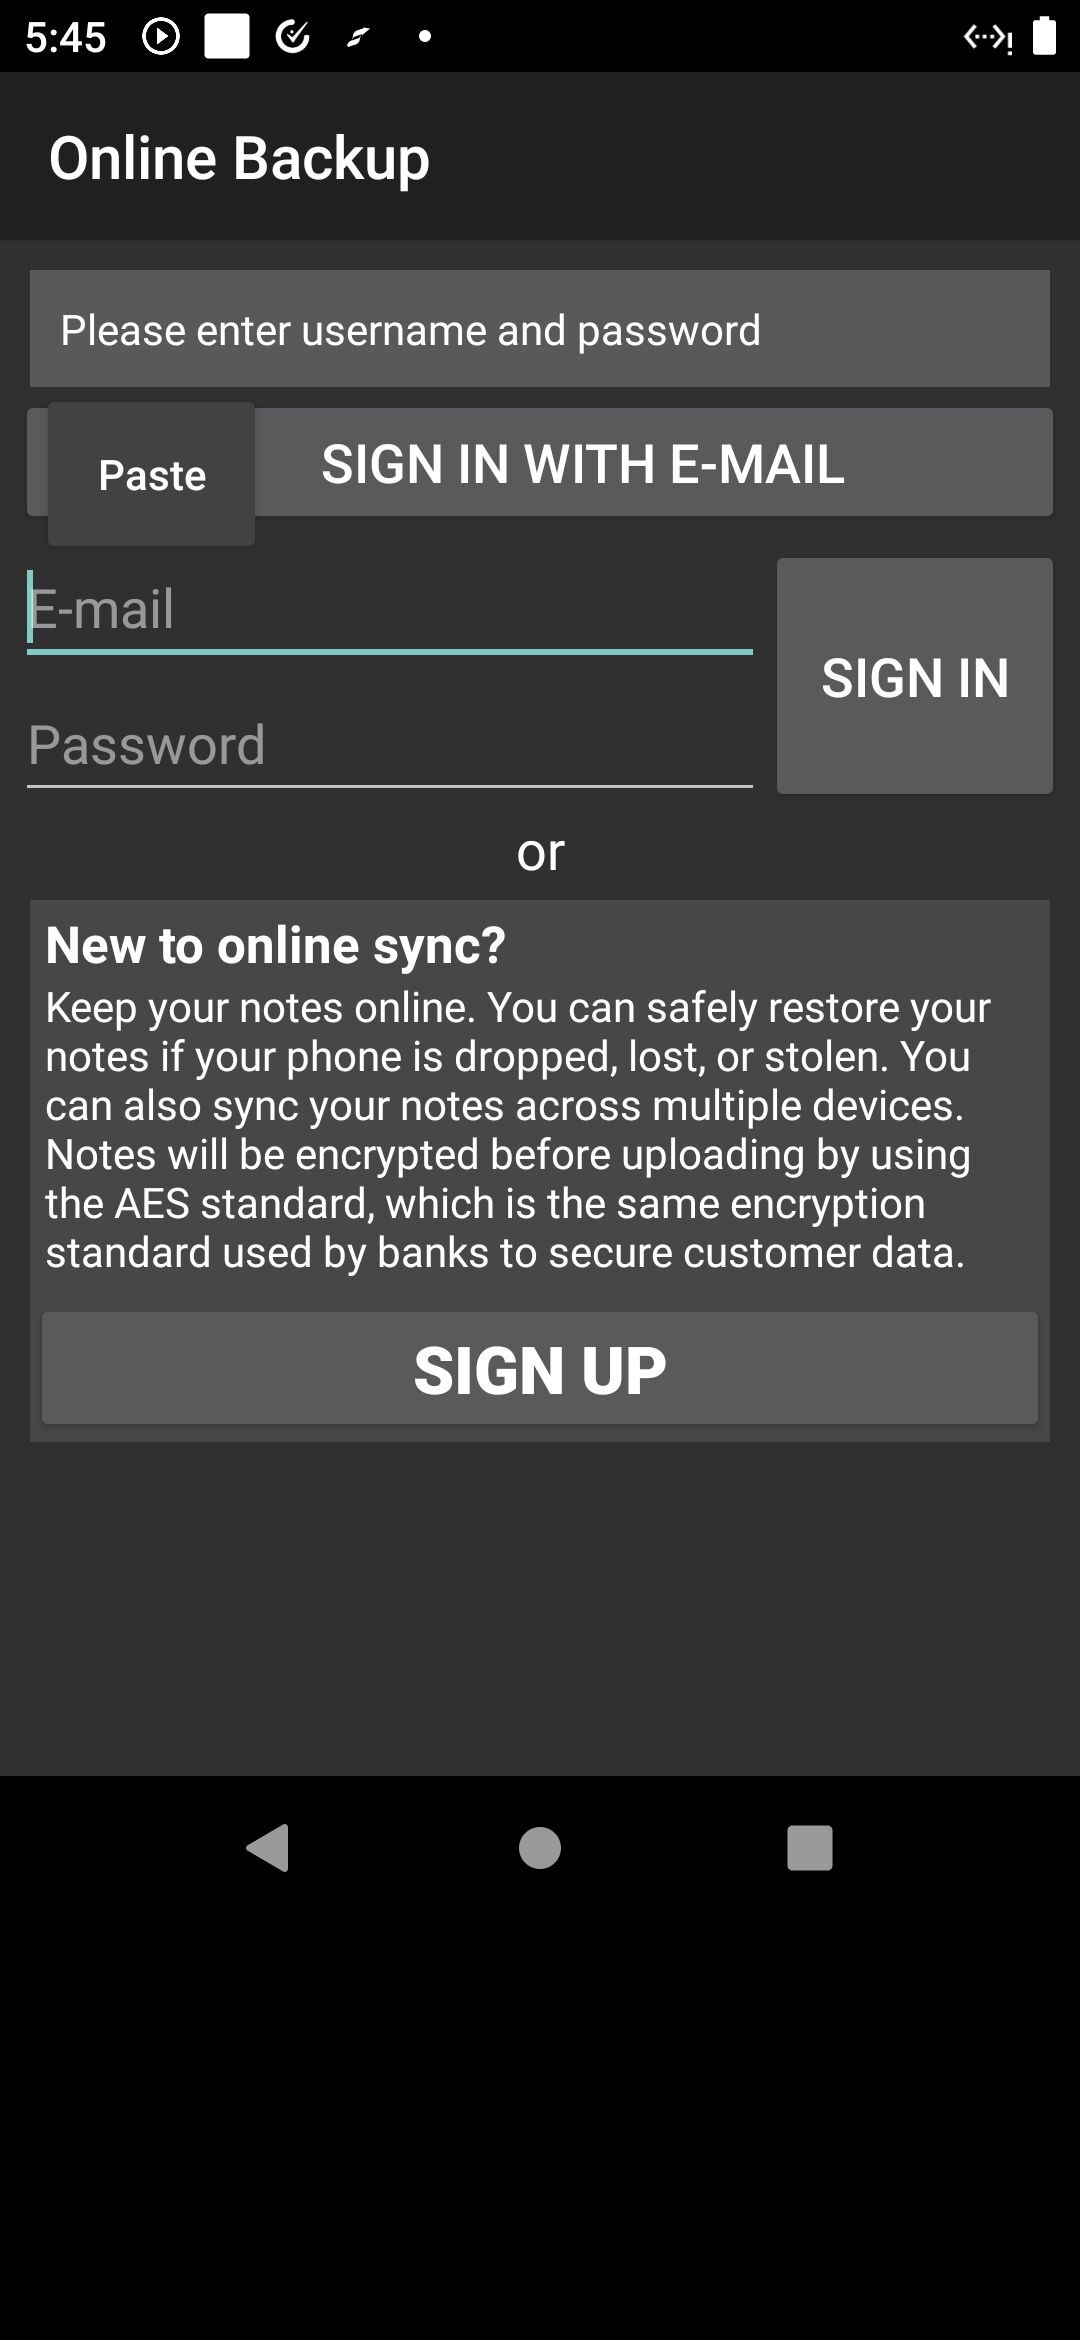 5:45
Online Backup
Please enter username and password
Paste
SIGN IN WITH E-MAIL
E-mail
SIGN IN
Password
or
New to online sync?
Keep your notes online. You can safely restore your
notes if your phone is dropped, lost, or stolen. You
can also sync your notes across multiple devices.
Notes will be encrypted before uploading by using
the AES standard, which is the same encryption
standard used by banks to secure customer data.
SIGN UP